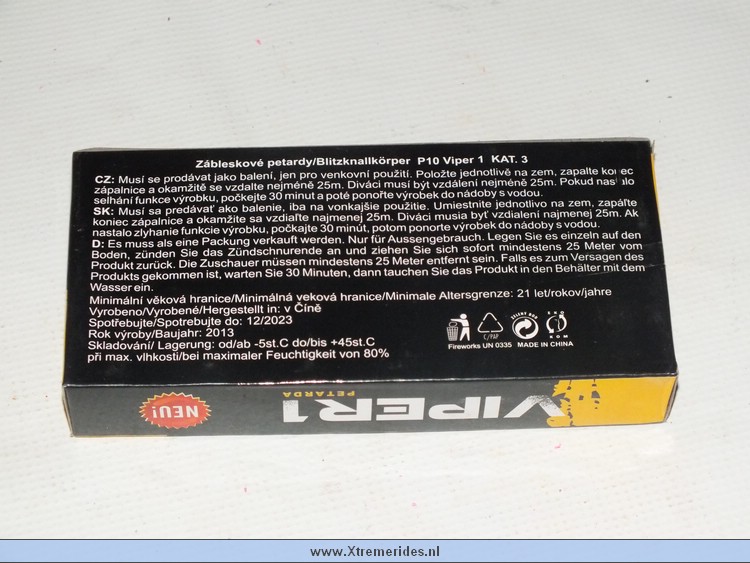 Zábleskové petardy/Blitzknallkörper P10 Viper 1 KAT. 3
CZ: Musí se prodávat jako balení, jen pro venkovní použití. Položte jednotlivě na zem, zapalte konec
zápalnice a okamžitě se vzdalte nejméně 25m. Diváci musí být vzdálení nejméně 25m. Pokud nastalo
selhání funkce výrobku, počkejte 30 minut a poté ponořte výrobek do nádoby s vodou.
SK: Musí sa predávať ako balenie, iba na vonkajšie použitie. Umiestnite jednotlivo na zem, zapáľte
koniec zápalnice a okamžite sa vzdiaľte najmenej 25m. Diváci musia byť vzdialení najmenej 25m. Ak
nastalo zlyhanie funkcie výrobku, počkajte 30 minút, potom ponorte výrobok do nádoby s vodou.
D: Es muss als eine Packung verkauft werden. Nur für Aussengebrauch. Legen Sie es einzeln auf den
Boden, zünden Sie das Zündschnurende an und ziehen Sie sich sofort mindestens 25 Meter vom
Produkt zurück. Die Zuschauer müssen mindestens 25 Meter entfernt sein. Falls es zum Versagen des
Produkts gekommen ist, warten Sie 30 Minuten, dann tauchen Sie das Produkt in den Behälter mit dem
Wasser ein.
Minimální věková hranice/Minimálná veková hranice/Minimale Altersgrenze: 21 let/rokov/jahre
Vyrobeno/Vyrobené/Hergestellt in: v Číně
Spotřebujte/Spotrebujte do: 12/2023
Rok výroby/Baujahr: 2013
Skladování/ Lagerung: od/ab -5st.C do/bis +45st.C
při max. vlhkosti/bei maximaler Feuchtigkeit von 80%
C/PAP
EKO
KOM
Fireworks UN 0335 MADE IN CHINA
NEU!
VIPER1
PETARDA
www.Xtremerides.nl